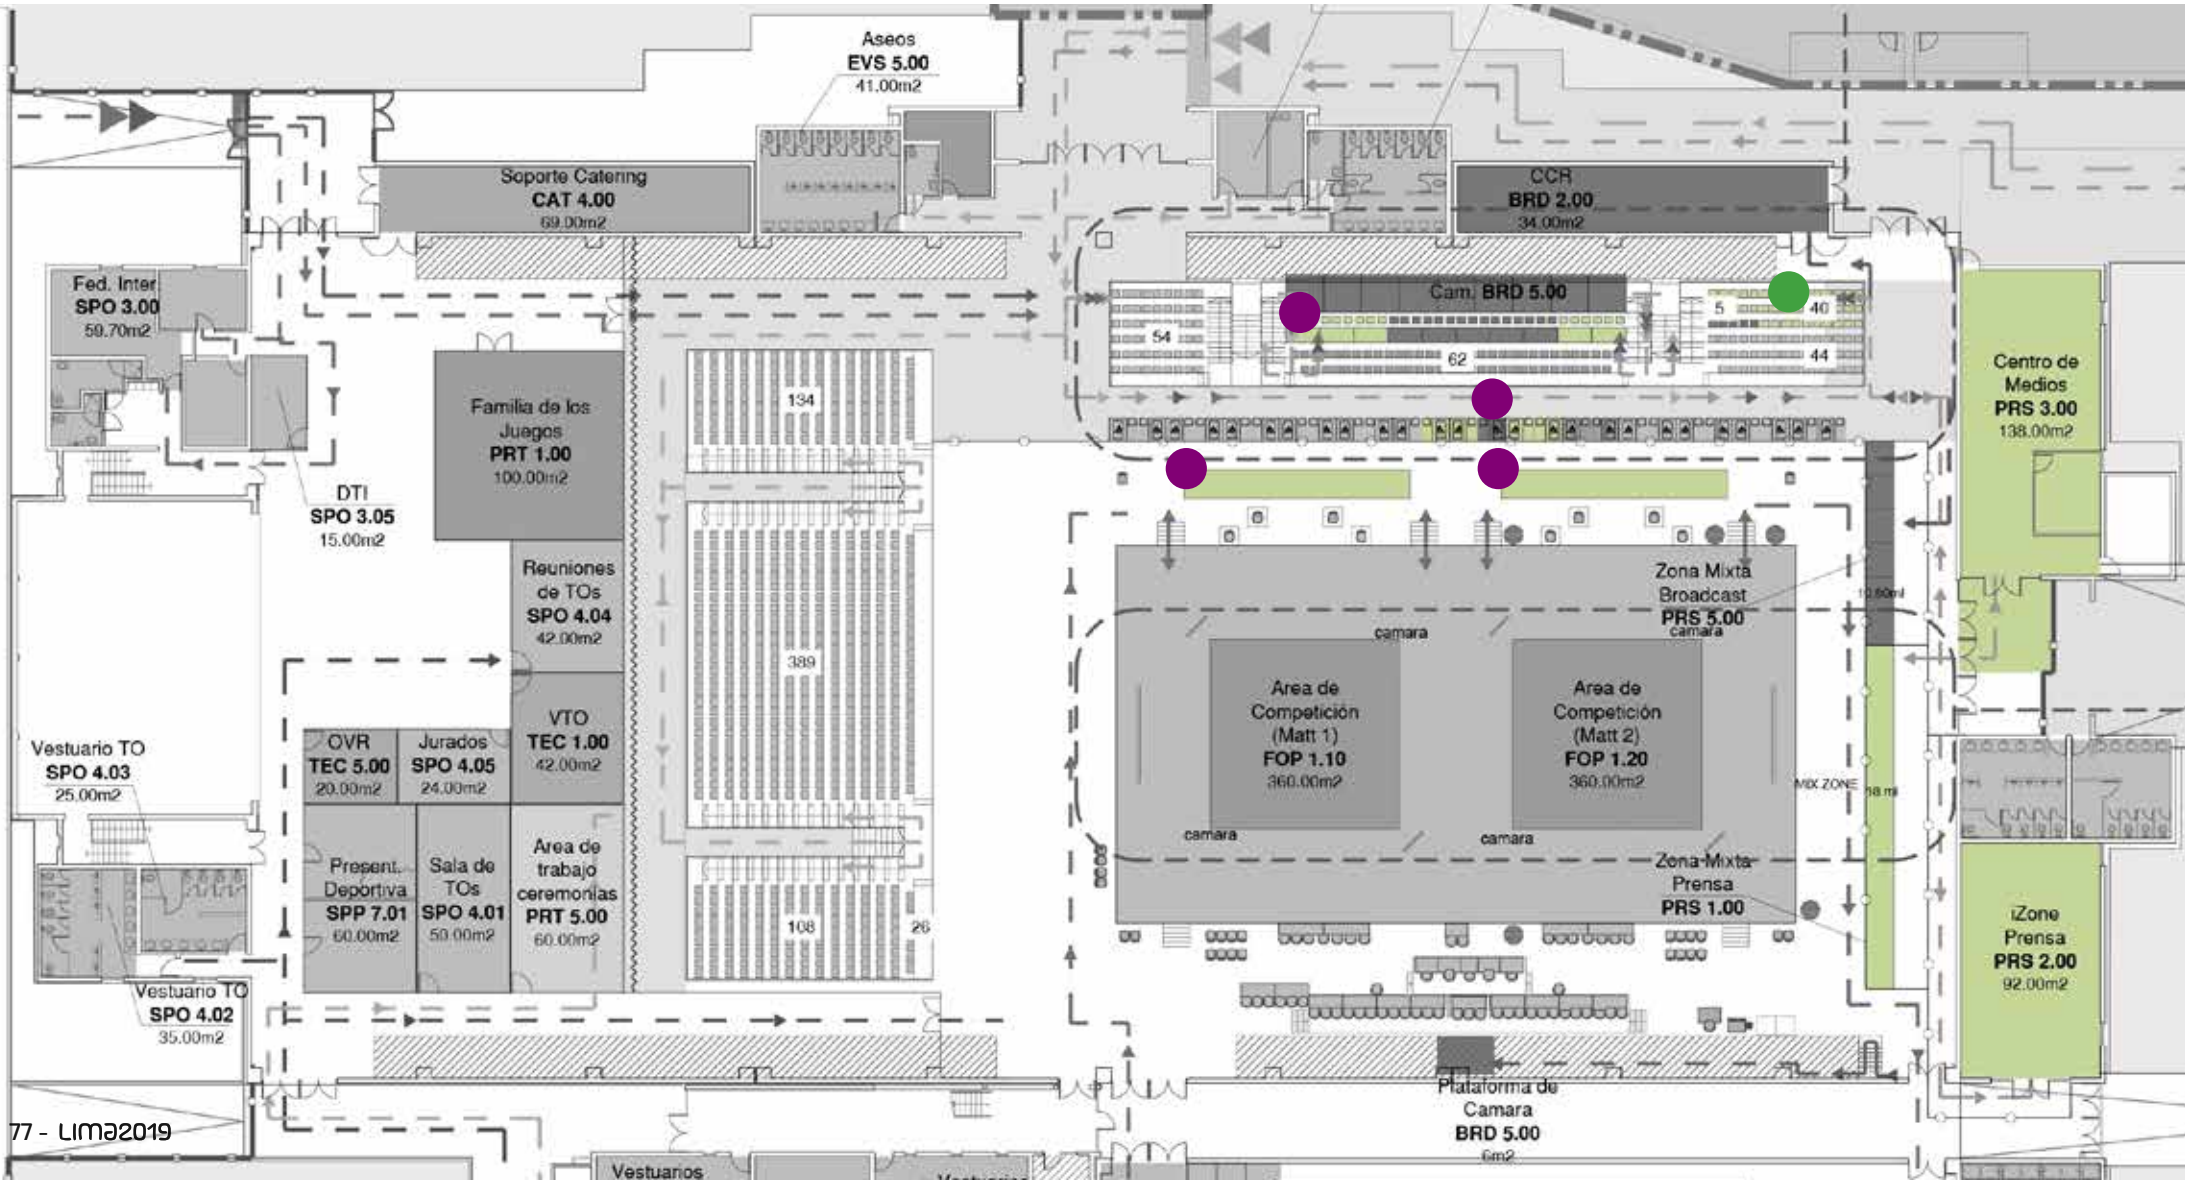 Aseos
EVS 5.00
41.00m2
Soporte Catering
CAT 4.00
69.00m2
CCR
BRD 2.00
34.00m2
Fed. Inter
SPO 3.00
59.70m2
Cam. BRD 5.00
5
40
54
62
44
Centro de
Medios
PRS 3.00
138.00m2
134
Familia de los
Juegos
PRT 1.00
100.00m2
DTI
SPO 3.05
15.00m2
Reuniones
de TOs
SPO 4.04
42.00m2
Zona Mixta
Broadcast
PRS 5.00
camara
camara
389
Area de
Competición
(Matt 1)
FOP 1.10
360.00m2
Area de
Competición
(Matt 2)
FOP 1.20
360.00m2
VTO
TEC 1.00
42.00m2
OVR
TEC 5.00
20.00m2
Jurados
SPO 4.05
24.00m2
Vestuario TO
SPO 4.03
25.00m2
MIX ZONE
18 ml
camara
camara
Present.
Deportiva
SPP 7.01
60.00m2
Sala de
TOs
SPO 4.01
50.00m2
Area de
trabajo
ceremonias
PRT 5.00
60.00m2
Zona Mixta
Prensa
PRS 1.00
108
26
iZone
Prensa
PRS 2.00
92.00m2
Vestuario TO
SPO 4.02
35.00m2
Plataforma de
Camara
BRD 5.00
6m2
77 - LIMA2019
Vestuarios
Vestuarios